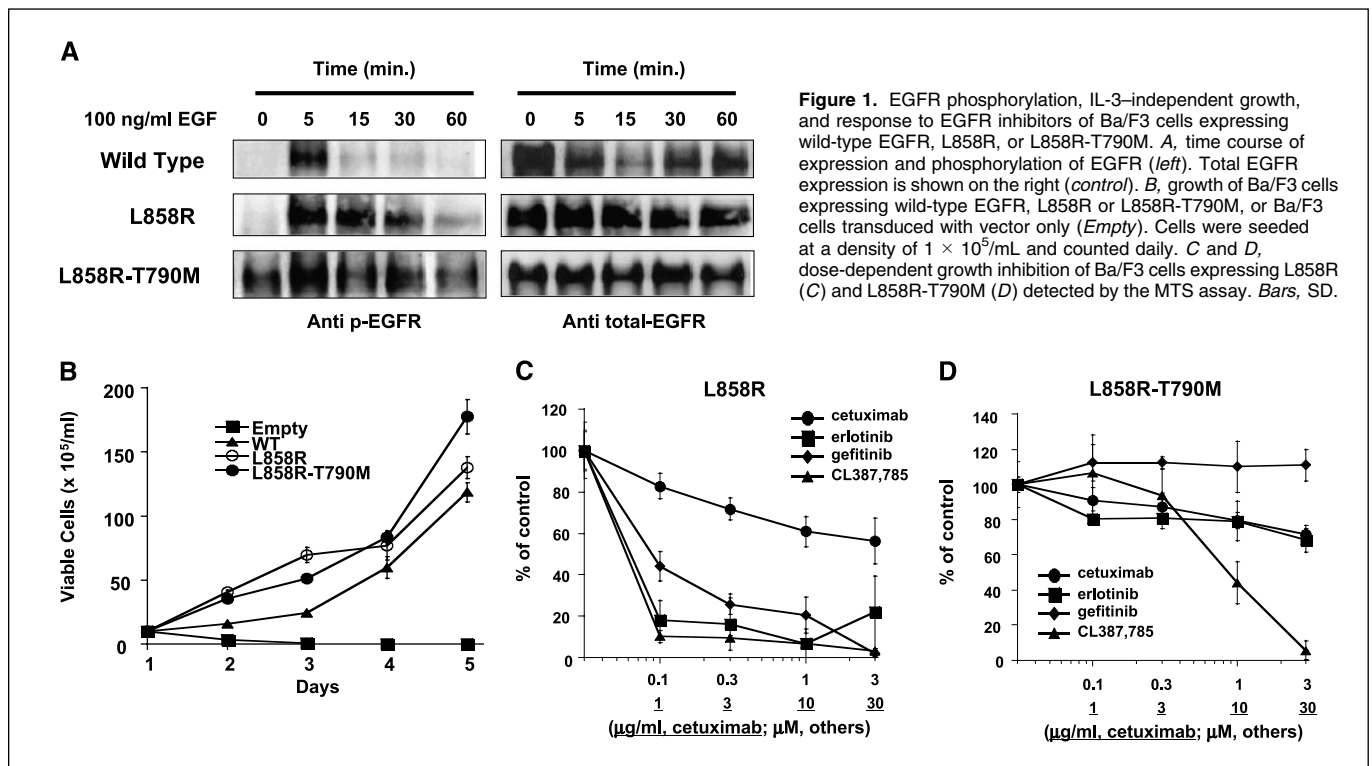 A
Time (min.)
Time (min.)
100 ng/ml EGF 0 5 15 30 60 0 5 15 30 60
Wild Type
L858R
L858R-T790M
Anti p-EGFR
Anti total-EGFR
Figure 1. EGFR phosphorylation, IL-3–independent growth,
and response to EGFR inhibitors of Ba/F3 cells expressing
wild-type EGFR, L858R, or L858R-T790M. A, time course of
expression and phosphorylation of EGFR (left). Total EGFR
expression is shown on the right (control). B, growth of Ba/F3 cells
expressing wild-type EGFR, L858R or L858R-T790M, or Ba/F3
cells transduced with vector only (Empty). Cells were seeded
at a density of 1 × 10⁵/mL and counted daily. C and D,
dose-dependent growth inhibition of Ba/F3 cells expressing L858R
(C) and L858R-T790M (D) detected by the MTS assay. Bars, SD.
B
Viable Cells (x 10⁵/ml)
200
150
100
50
0
Empty
WT
L858R
L858R-T790M
1 2 3 4 5
Days
C
L858R
% of control
120
100
80
60
40
20
0
cetuximab
erlotinib
gefitinib
CL387,785
0.1 0.3 1 3
1 3 10 30
(µg/ml, cetuximab; µM, others)
D
L858R-T790M
% of control
140
120
100
80
60
40
20
0
cetuximab
erlotinib
gefitinib
CL387,785
0.1 0.3 1 3
1 3 10 30
(µg/ml, cetuximab; µM, others)